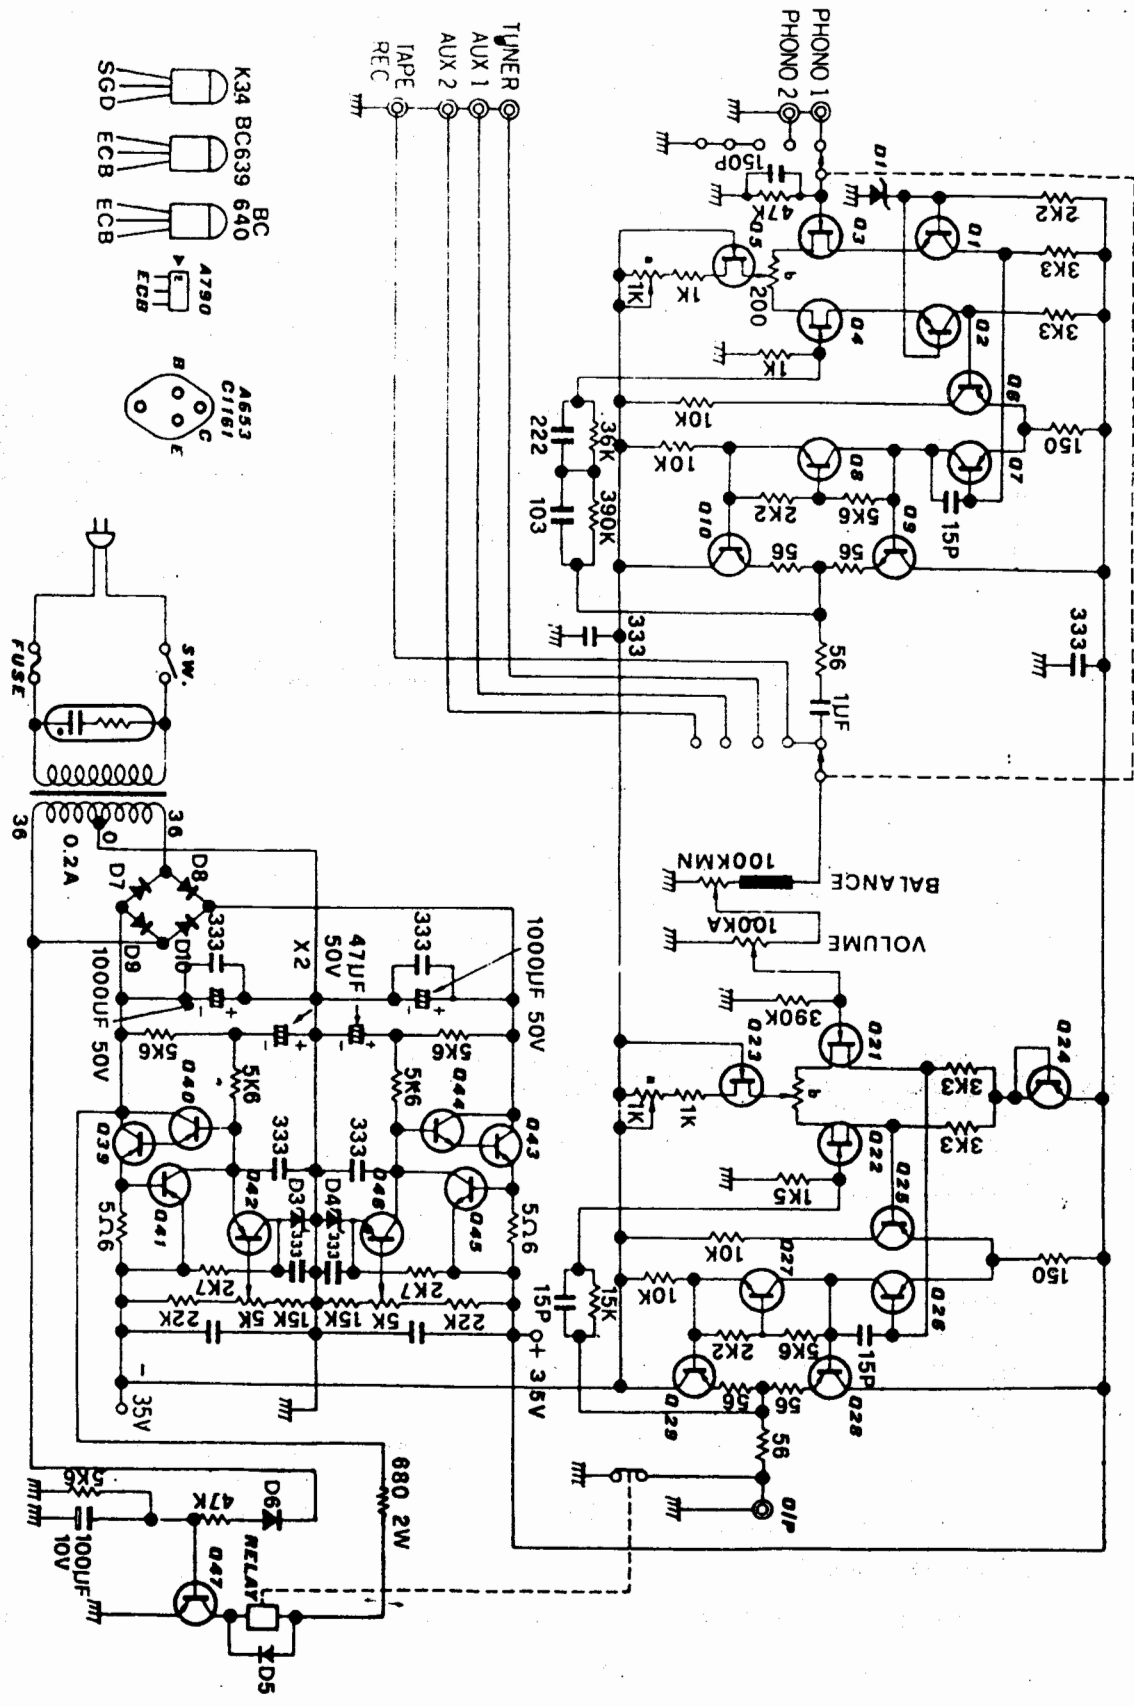 PHONO 1
PHONO 2
TUNER
AUX 1
AUX 2
TAPE
REC
150P
47K
D1
Q3
Q1
2K2
3K3
Q5
200
b
1K
1K
Q4
1K
Q2
3K3
Q6
10K
150
36K
222
10K
Q8
Q7
390K
103
2K2
5K6
15P
Q10
Q9
56
56
333
333
56
1UF
100KMN
BALANCE
100KA
VOLUME
390K
Q21
Q23
Q24
3K3
b
1K
1K
3K3
Q22
1K5
Q25
10K
150
Q27
10K
15K
15P
Q26
2K2
5K6
15P
Q29
56
56
Q28
56
O/P
K34
SGD
BC639
ECB
BC
640
ECB
A790
E
ECB
A653
C1161
B
C
E
SW.
FUSE
36
0
36
0.2A
D8
D7
D9
D10
333
1000UF 50V
X2
47UF
50V
333
1000UF 50V
5K6
5K6
5K6
5K6
Q40
Q39
Q44
Q43
333
333
Q41
Q42
D3
D4
Q46
Q45
5Ω6
333
333
5Ω6
2K7
2K7
22K
5K
15K
15K
5K
22K
- 35V
+ 35V
680 2W
5K6
47K
D6
100UF
10V
Q47
RELAY
D5